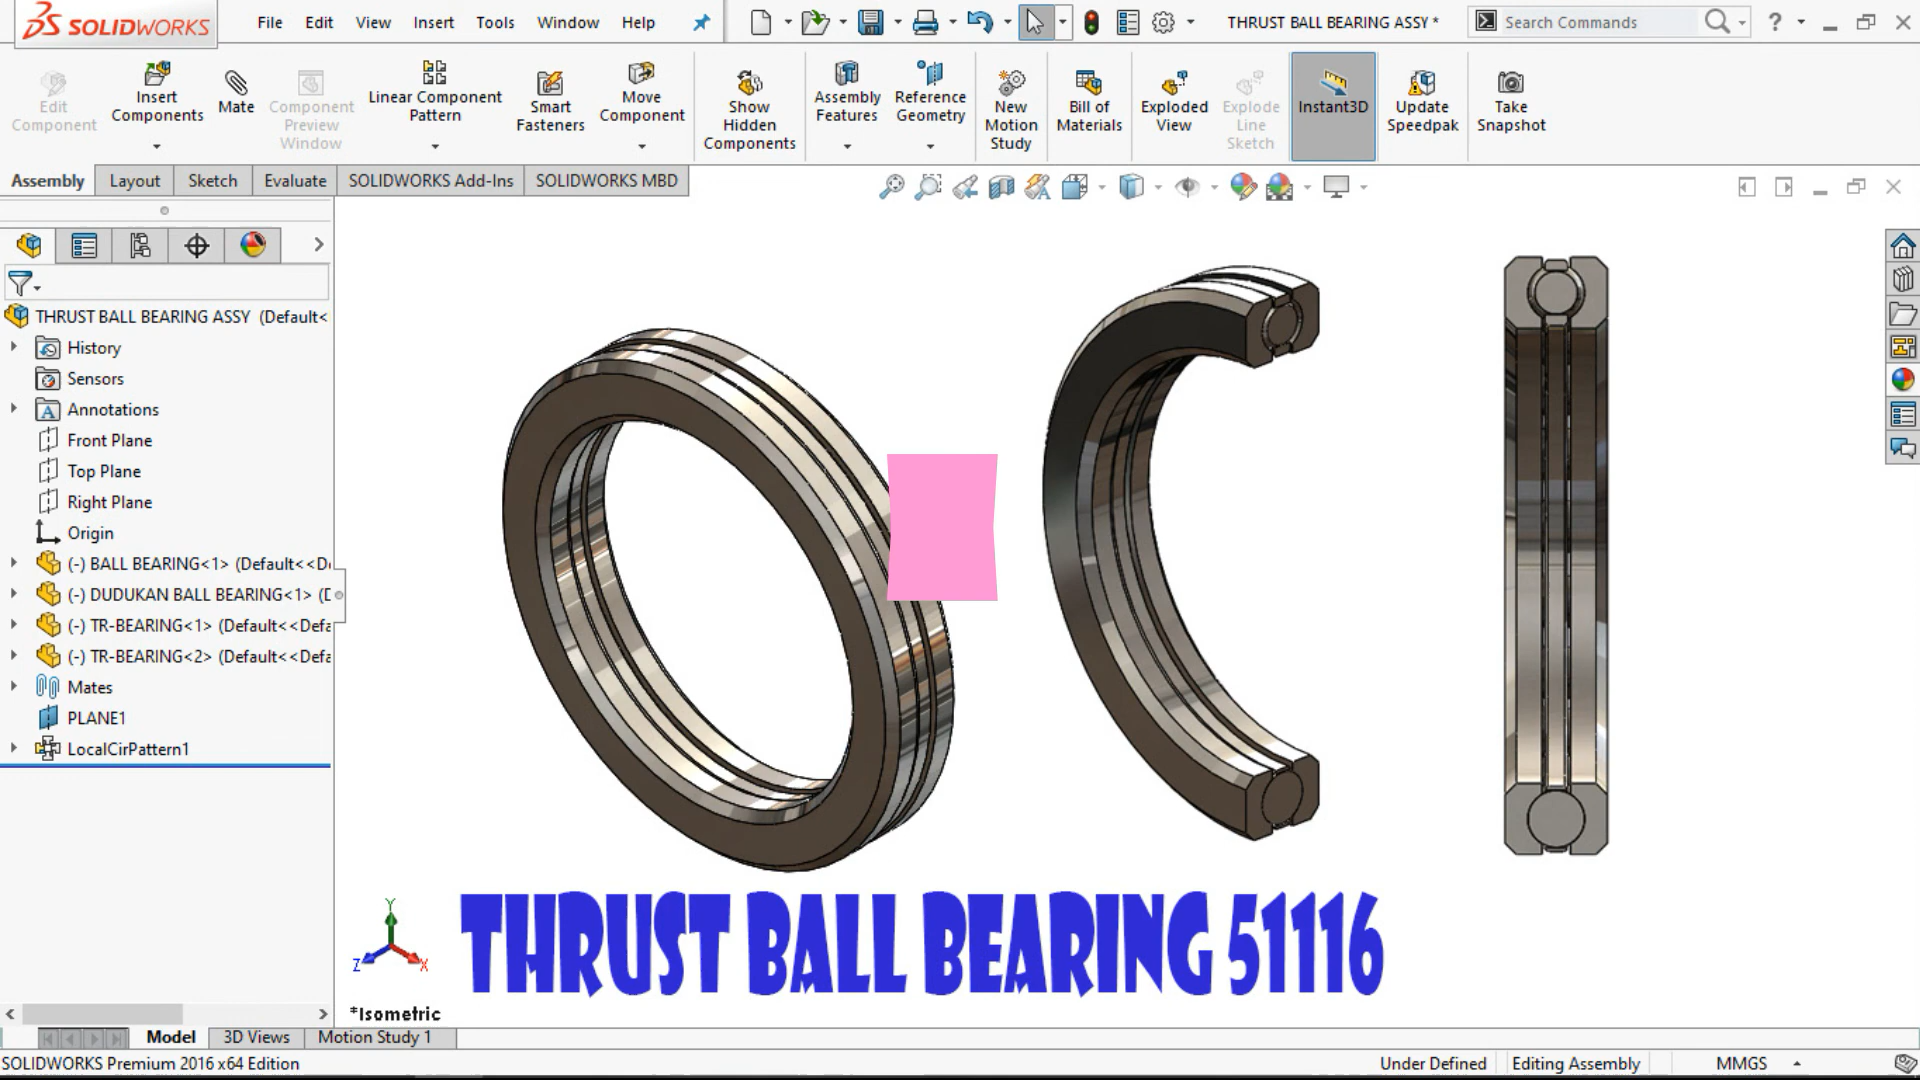 SOLIDWORKS
File Edit View Insert Tools Window Help
THRUST BALL BEARING ASSY *
Search Commands
?
Edit Component
Insert Components
Mate
Component Preview Window
Linear Component Pattern
Smart Fasteners
Move Component
Show Hidden Components
Assembly Features
Reference Geometry
New Motion Study
Bill of Materials
Exploded View
Explode Line Sketch
Instant3D
Update Speedpak
Take Snapshot
Assembly Layout Sketch Evaluate SOLIDWORKS Add-Ins SOLIDWORKS MBD
THRUST BALL BEARING ASSY (Default<
History
Sensors
Annotations
Front Plane
Top Plane
Right Plane
Origin
(-) BALL BEARING<1> (Default<<De
(-) DUDUKAN BALL BEARING<1> (D
(-) TR-BEARING<1> (Default<<Defa
(-) TR-BEARING<2> (Default<<Defa
Mates
PLANE1
LocalCirPattern1
Y
Z
X
THRUST BALL BEARING 51116
*Isometric
Model 3D Views Motion Study 1
SOLIDWORKS Premium 2016 x64 Edition
Under Defined Editing Assembly MMGS